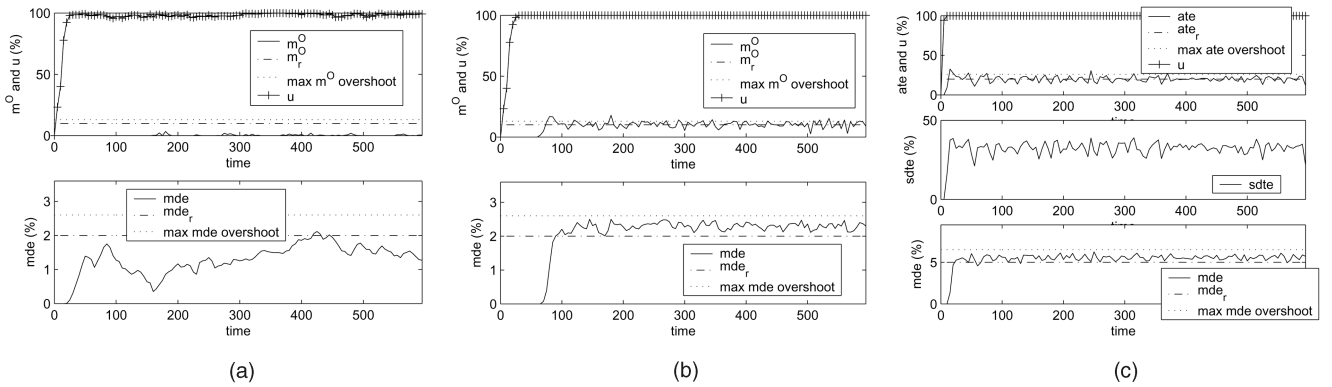 m^O and u (%)
100
50
0
0 100 200 300 400 500
time
m^O
m_r^O
max m^O overshoot
u
mde (%)
3
2
1
0
0 100 200 300 400 500
time
mde
mde_r
max mde overshoot
(a)
m^O and u (%)
100
50
0
0 100 200 300 400 500
time
m^O
m_r^O
max m^O overshoot
u
mde (%)
3
2
1
0
0 100 200 300 400 500
time
mde
mde_r
max mde overshoot
(b)
ate and u (%)
100
50
0
0 100 200 300 400 500
ate
ate_r
max ate overshoot
u
sdte (%)
50
0
0 100 200 300 400 500
sdte
mde (%)
5
0
0 100 200 300
time
mde
mde_r
max mde overshoot
(c)